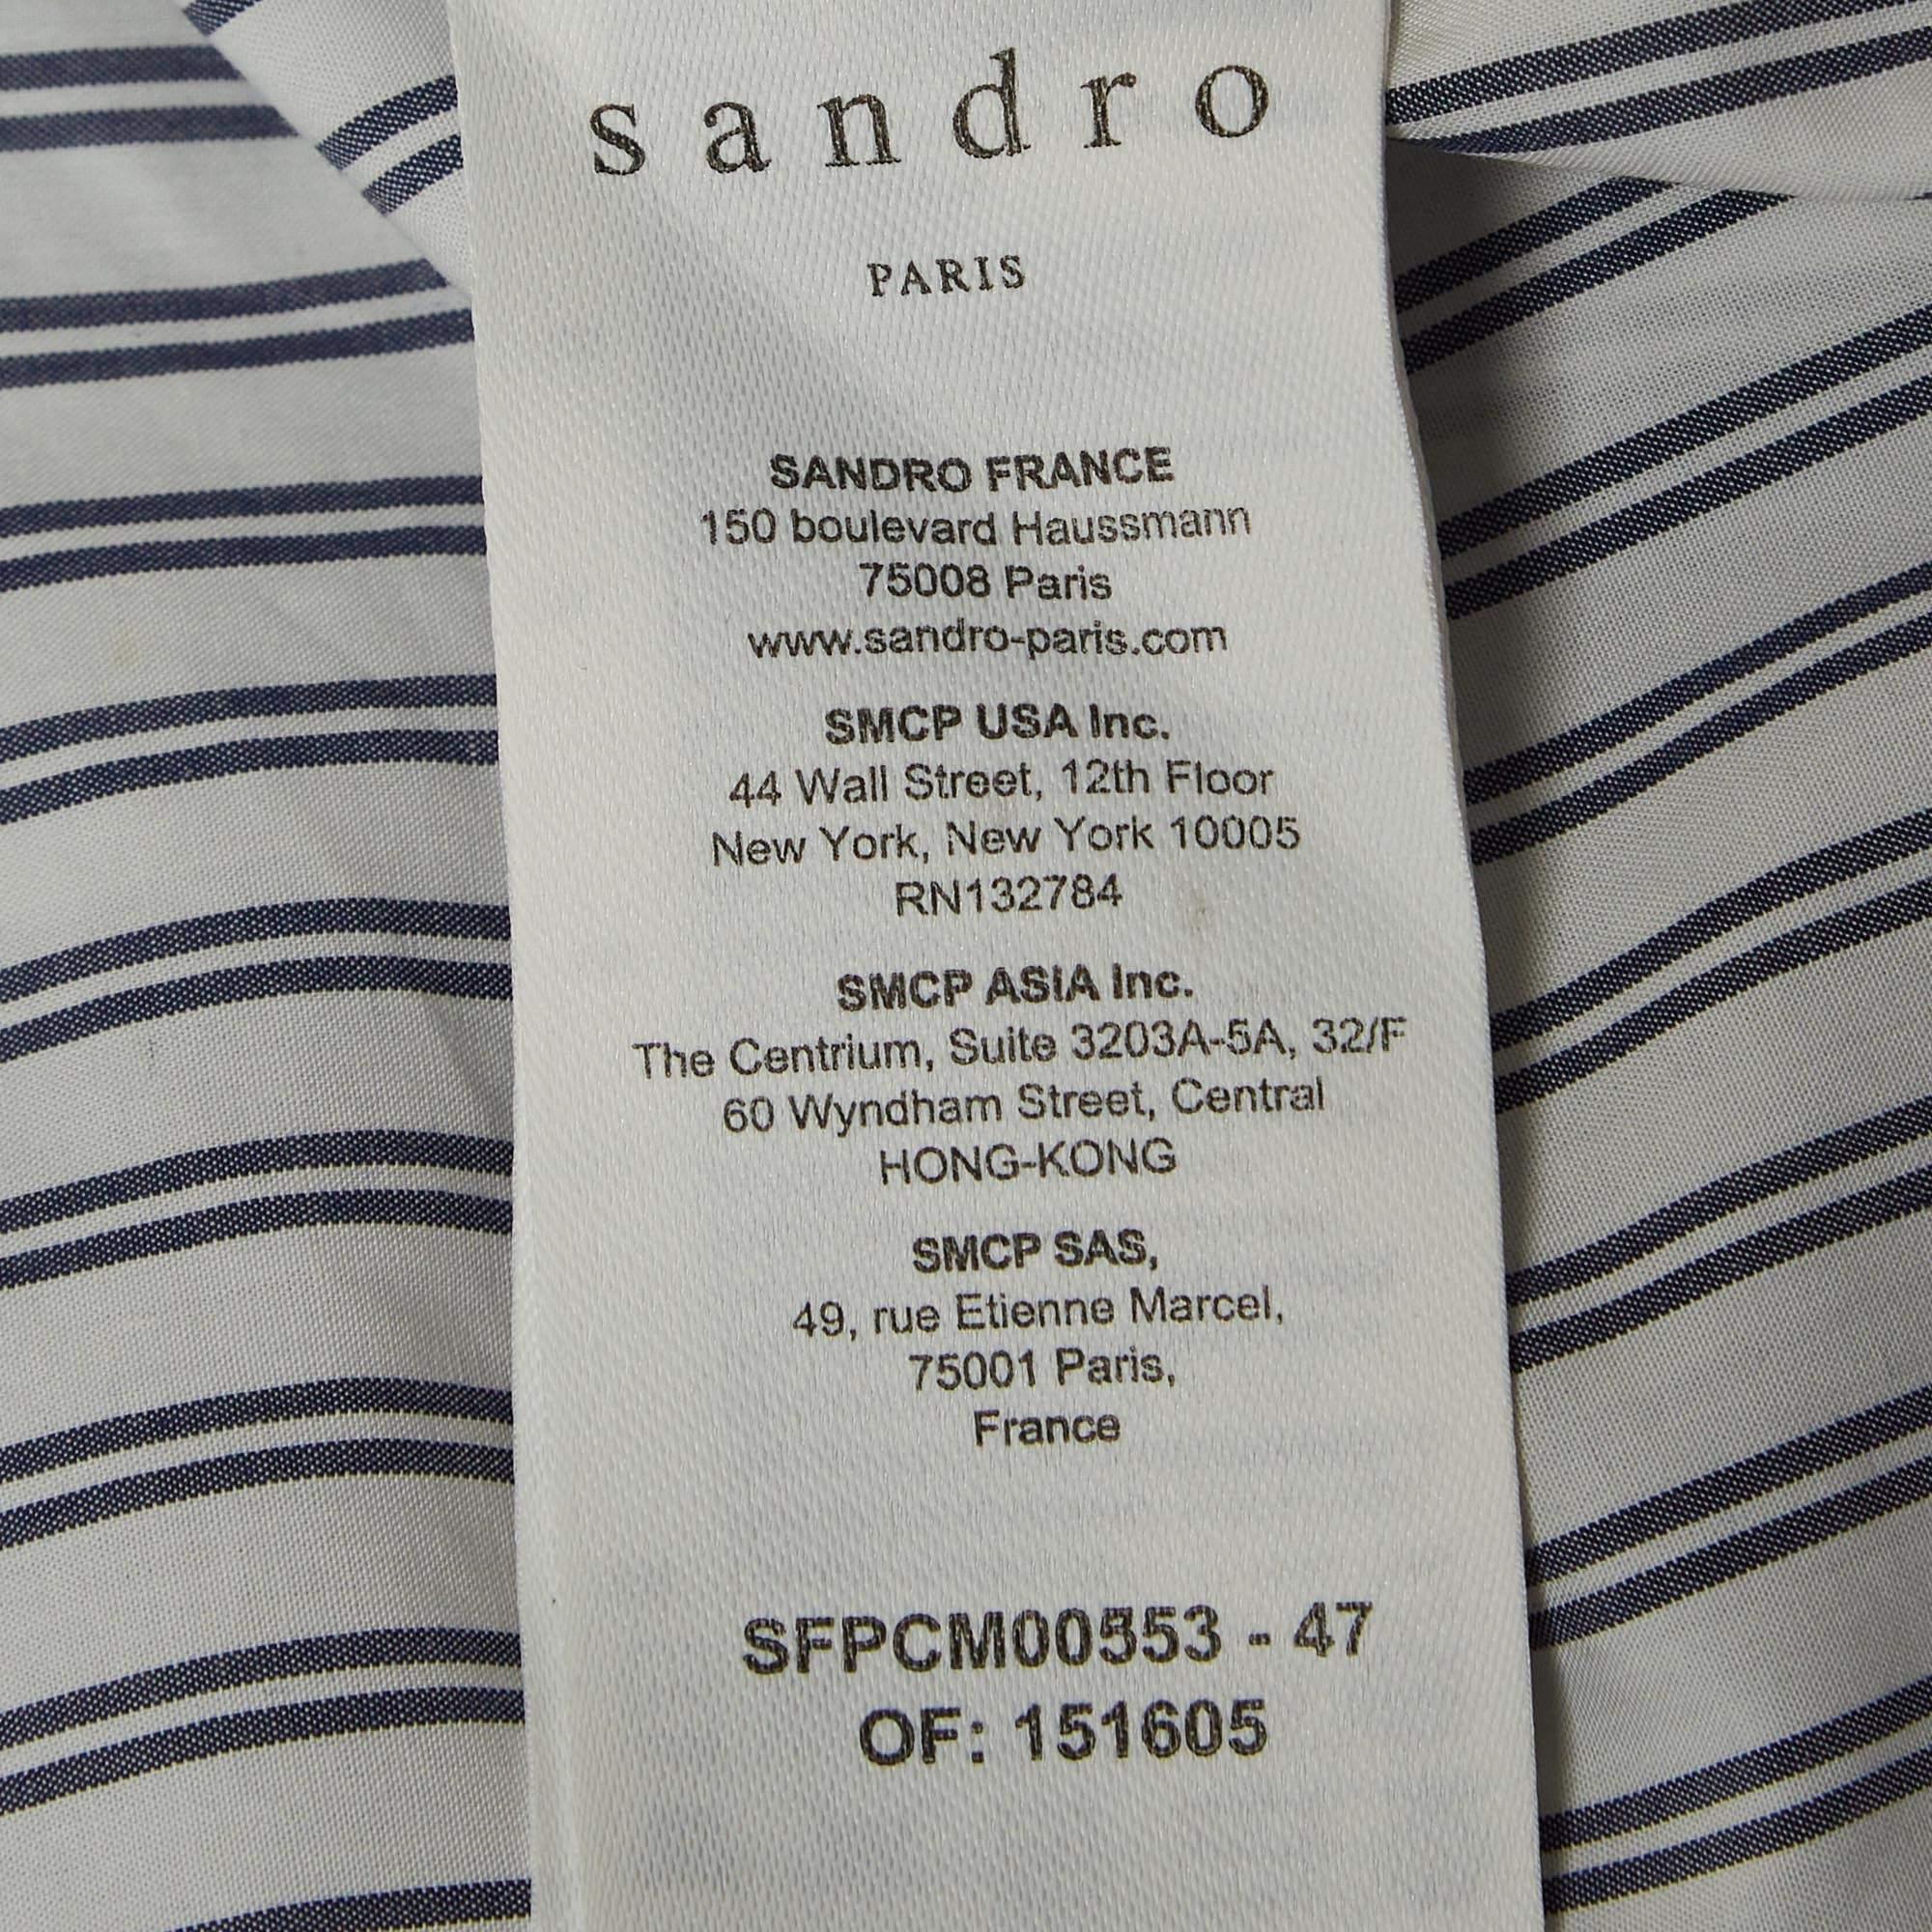 sandro
PARIS
SANDRO FRANCE
150 boulevard Haussmann
75008 Paris
www.sandro-paris.com
SMCP USA Inc.
44 Wall Street, 12th Floor
New York, New York 10005
RN132784
SMCP ASIA Inc.
The Centrium, Suite 3203A-5A, 32/F
60 Wyndham Street, Central
HONG-KONG
SMCP SAS,
49, rue Etienne Marcel,
75001 Paris,
France
SFPCM00553 - 47
OF: 151605